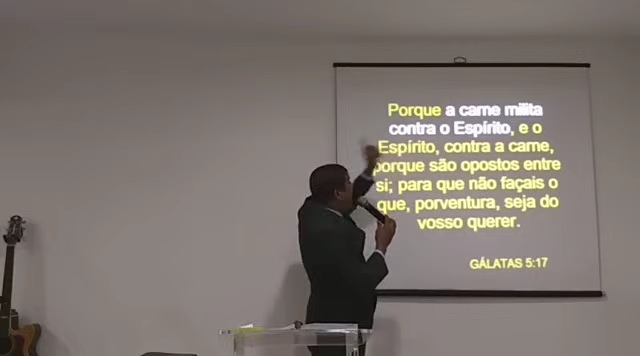 Porque a carne milita
contra o Espírito, e o
Espírito, contra a carne,
porque são opostos entre
si; para que não façais o
que, porventura, seja do
vosso querer.
GÁLATAS 5:17